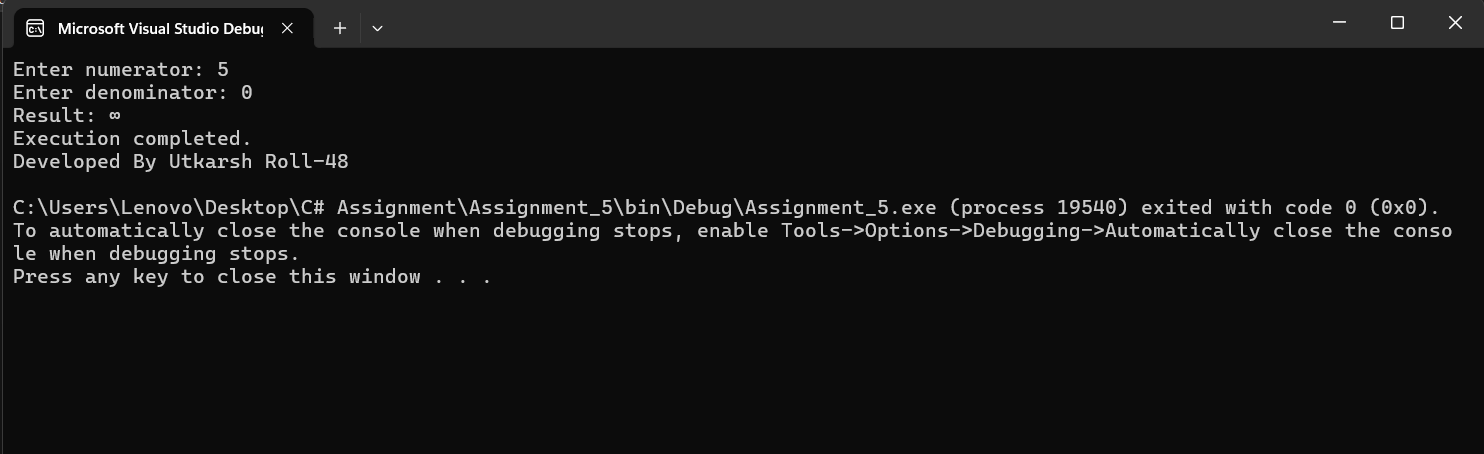 Microsoft Visual Studio Debug
Enter numerator: 5
Enter denominator: 0
Result: ∞
Execution completed.
Developed By Utkarsh Roll-48
C:\Users\Lenovo\Desktop\C# Assignment\Assignment_5\bin\Debug\Assignment_5.exe (process 19540) exited with code 0 (0x0).
To automatically close the console when debugging stops, enable Tools->Options->Debugging->Automatically close the conso
le when debugging stops.
Press any key to close this window . . .